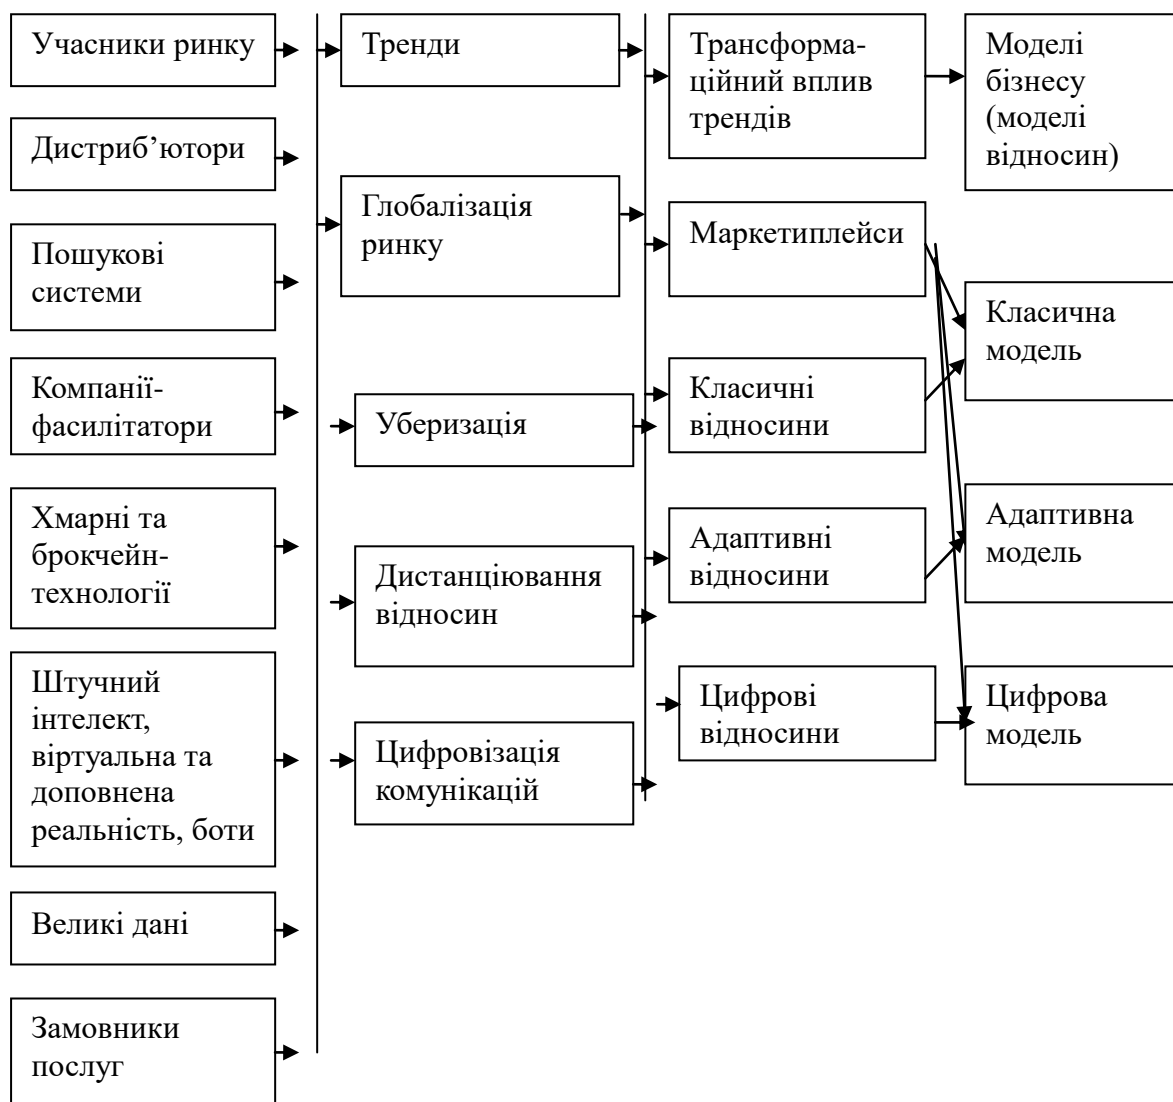 Учасники ринку
Дистриб’ютори
Пошукові
системи
Компанії-
фасилітатори
Хмарні та
брокчейн-
технології
Штучний
інтелект,
віртуальна та
доповнена
реальність, боти
Великі дані
Замовники
послуг
Тренди
Глобалізація
ринку
Уберизація
Дистанціювання
відносин
Цифровізація
комунікацій
Трансформа-
ційний вплив
трендів
Маркетиплейси
Класичні
відносини
Адаптивні
відносини
Цифрові
відносини
Моделі
бізнесу
(моделі
відносин)
Класична
модель
Адаптивна
модель
Цифрова
модель